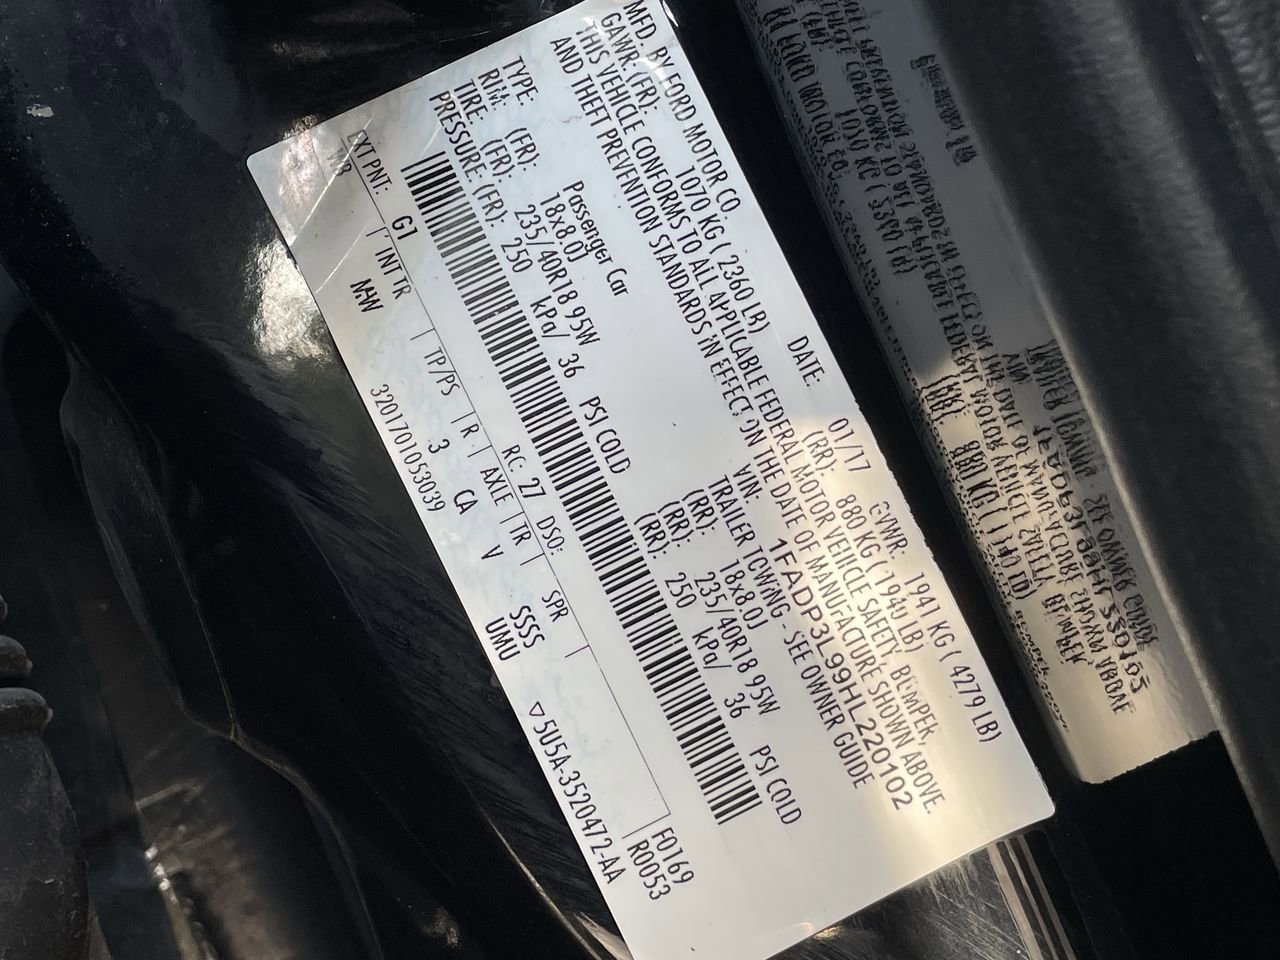 MFD. BY FORD MOTOR CO.
DATE: 01/17 GVWR: 1941 KG ( 4279 LB)
GAWR: (FR): 1070 KG ( 2360 LB) (RR): 880 KG ( 1940 LB)
THIS VEHICLE CONFORMS TO ALL APPLICABLE FEDERAL MOTOR VEHICLE SAFETY, BUMPER,
AND THEFT PREVENTION STANDARDS IN EFFECT ON THE DATE OF MANUFACTURE SHOWN ABOVE.
VIN: 1FADP3L99HL220102
TYPE: Passenger Car TRAILER TOWING - SEE OWNER GUIDE
RIM: (FR): 18x8.0J (RR): 18x8.0J
TIRE: (FR): 235/40R18 95W (RR): 235/40R18 95W
PRESSURE (FR): 250 kPa/ 36 PSI COLD (RR): 250 kPa/ 36 PSI COLD
F0169
R0053
EXT PNT: G1 RC: 27 DSO:
INT TR TP/PS R AXLE TR SPR
NHW 3 CA V SSSS
320170105 3039 UMU
▽5U5A-3520472-AA